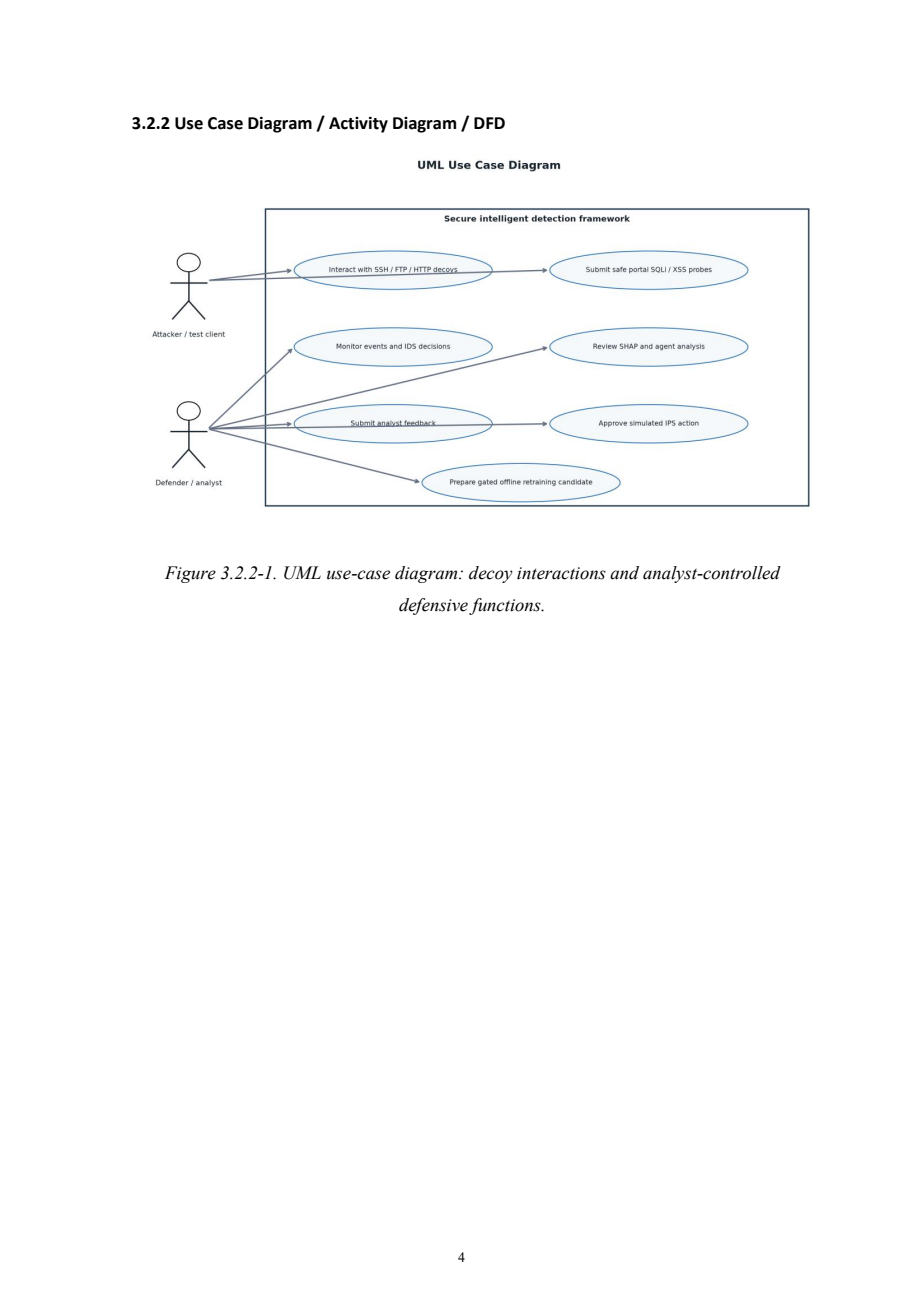 3.2.2 Use Case Diagram / Activity Diagram / DFD
UML Use Case Diagram
Secure intelligent detection framework
Interact with SSH / FTP / HTTP decoys
Submit safe portal SQLI / XSS probes
Attacker / test client
Monitor events and IDS decisions
Review SHAP and agent analysis
Submit analyst feedback
Approve simulated IPS action
Defender / analyst
Prepare gated offline retraining candidate
Figure 3.2.2-1. UML use-case diagram: decoy interactions and analyst-controlled
defensive functions.
4